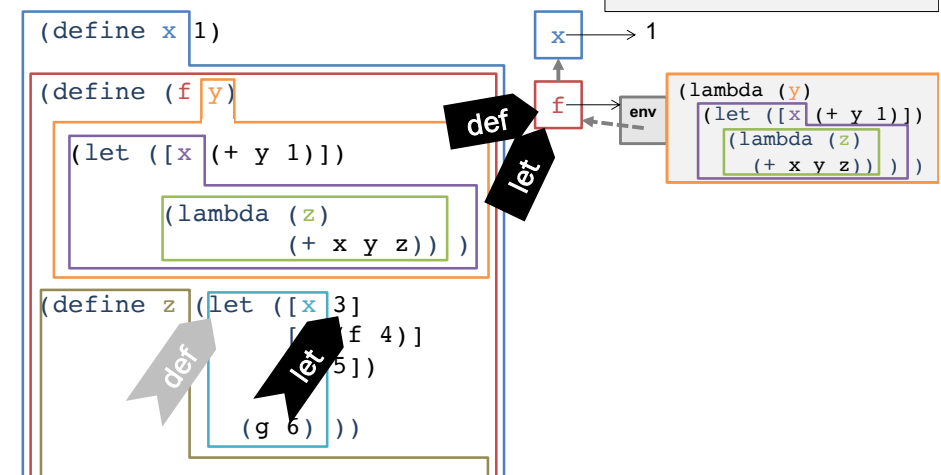 (define x 1)
(define (f y)
(let ([x (+ y 1)])
(lambda (z)
(+ x y z)) )
(define z (let ([x 3]
[ (f 4)]
5])
(g 6) ))
def
let
x 1
f
def
let
env
(lambda (y)
(let ([x (+ y 1)])
(lambda (z)
(+ x y z)) ) )